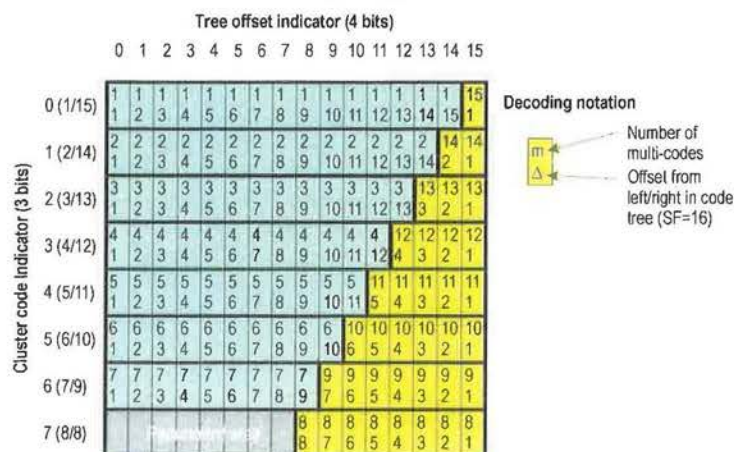 Tree offset indicator (4 bits)
0 1 2 3 4 5 6 7 8 9 10 11 12 13 14 15
Cluster code Indicator (3 bits)
0 (1/15)
1 1 1 1 1 1 1 1 1 1 1 1 1 1 1 15
1 2 3 4 5 6 7 8 9 10 11 12 13 14 15 1
1 (2/14)
2 2 2 2 2 2 2 2 2 2 2 2 2 2 14 14
1 2 3 4 5 6 7 8 9 10 11 12 13 14 2 1
2 (3/13)
3 3 3 3 3 3 3 3 3 3 3 3 3 13 13 13
1 2 3 4 5 6 7 8 9 10 11 12 13 3 2 1
3 (4/12)
4 4 4 4 4 4 4 4 4 4 4 4 12 12 12 12
1 2 3 4 5 6 7 8 9 10 11 12 4 3 2 1
4 (5/11)
5 5 5 5 5 5 5 5 5 5 5 11 11 11 11 11
1 2 3 4 5 6 7 8 9 10 11 5 4 3 2 1
5 (6/10)
6 6 6 6 6 6 6 6 6 6 10 10 10 10 10 10
1 2 3 4 5 6 7 8 9 10 6 5 4 3 2 1
6 (7/9)
7 7 7 7 7 7 7 7 7 9 9 9 9 9 9 9
1 2 3 4 5 6 7 8 9 7 6 5 4 3 2 1
7 (8/8)
area
8 8 8 8 8 8 8 8
8 7 6 5 4 3 2 1
Decoding notation
m
Δ
Number of
multi-codes
Offset from
left/right in code
tree (SF=16)